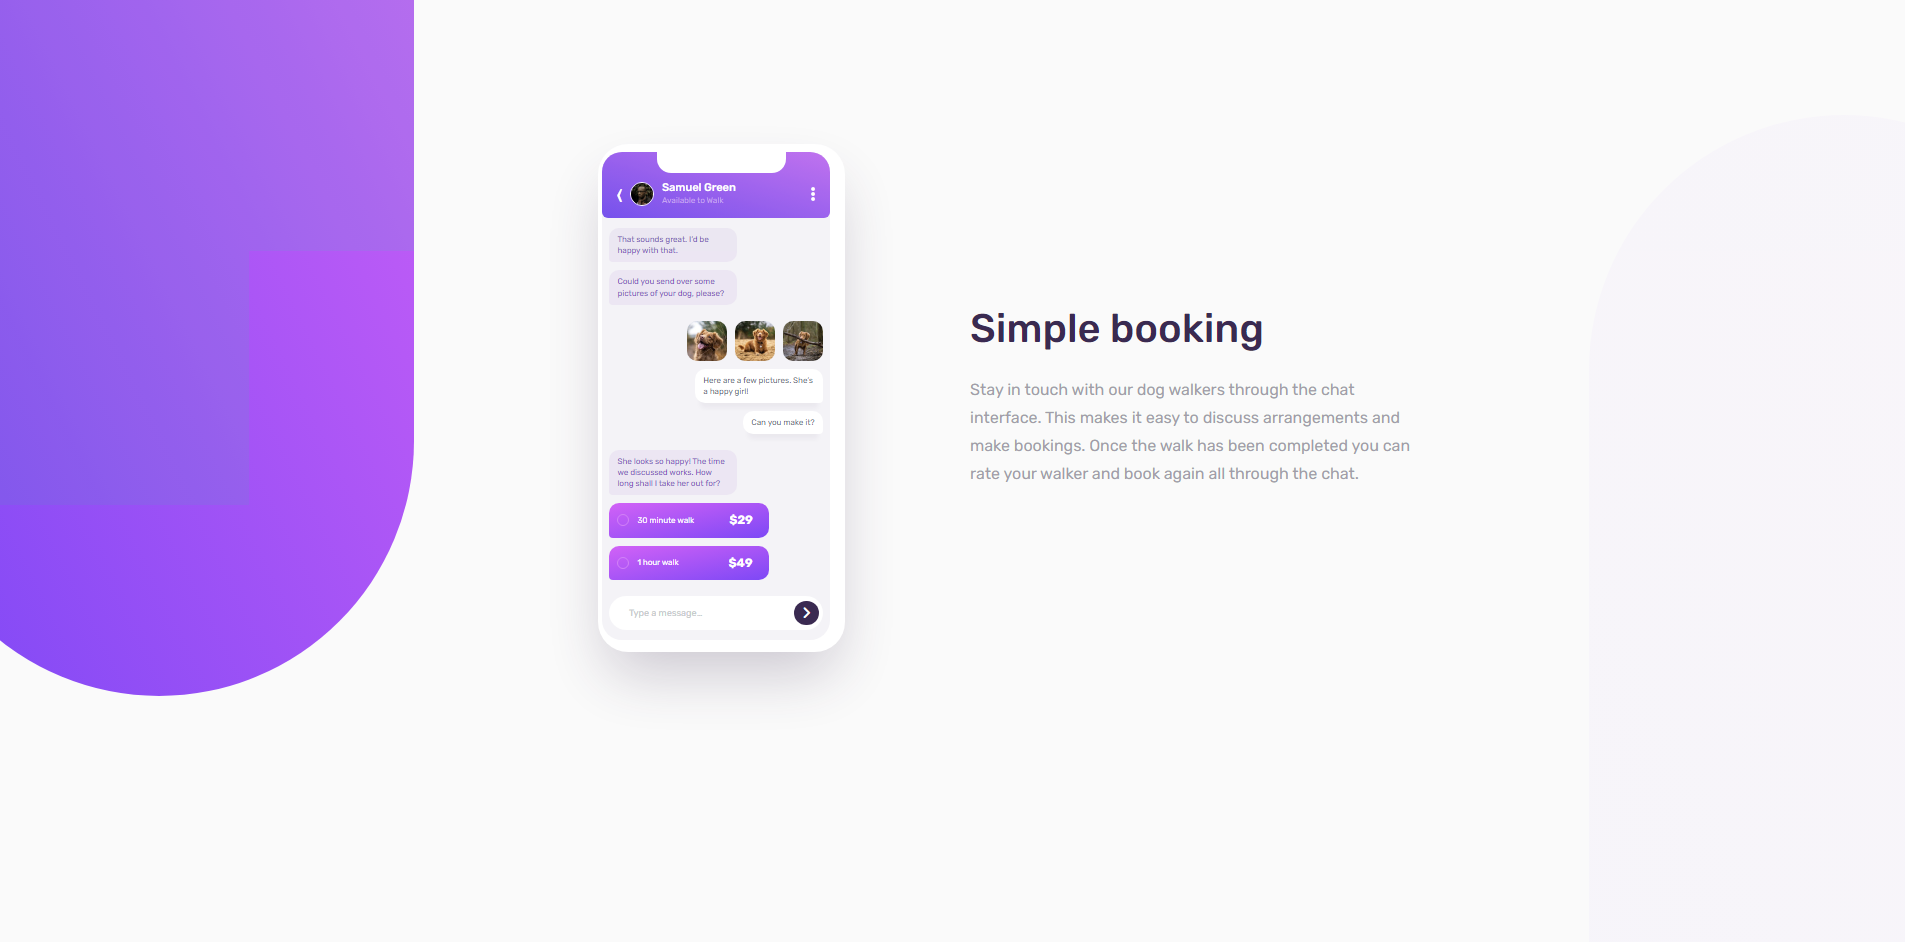 Samuel Green
Available to Walk
That sounds great. I'd be
happy with that.
Could you send over some
pictures of your dog, please?
Here are a few pictures. She's
a happy girl!
Can you make it?
She looks so happy! The time
we discussed works. How
long shall I take her out for?
30 minute walk $29
1 hour walk $49
Type a message…
Simple booking
Stay in touch with our dog walkers through the chat
interface. This makes it easy to discuss arrangements and
make bookings. Once the walk has been completed you can
rate your walker and book again all through the chat.